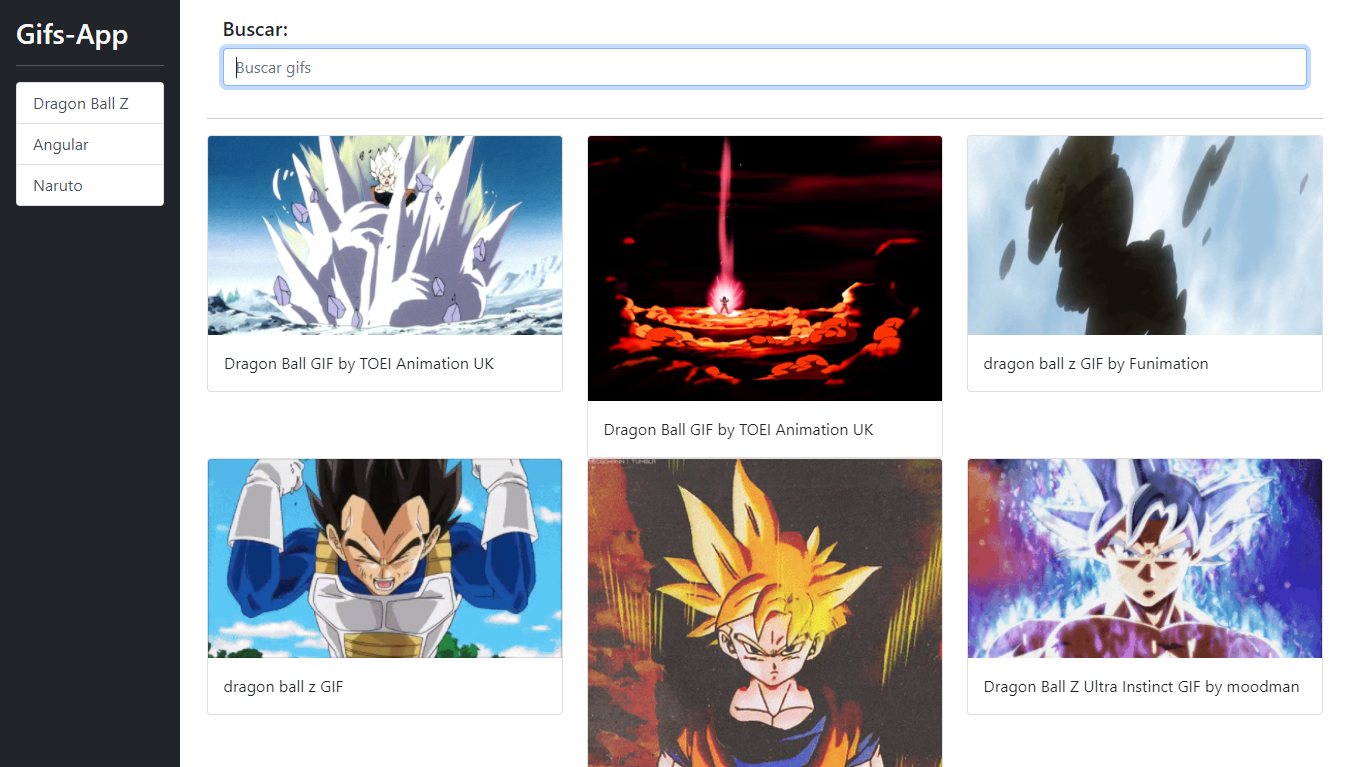 Gifs-App
Dragon Ball Z
Angular
Naruto
Buscar:
Buscar gifs
Dragon Ball GIF by TOEI Animation UK
Dragon Ball GIF by TOEI Animation UK
dragon ball z GIF by Funimation
dragon ball z GIF
Dragon Ball Z Ultra Instinct GIF by moodman